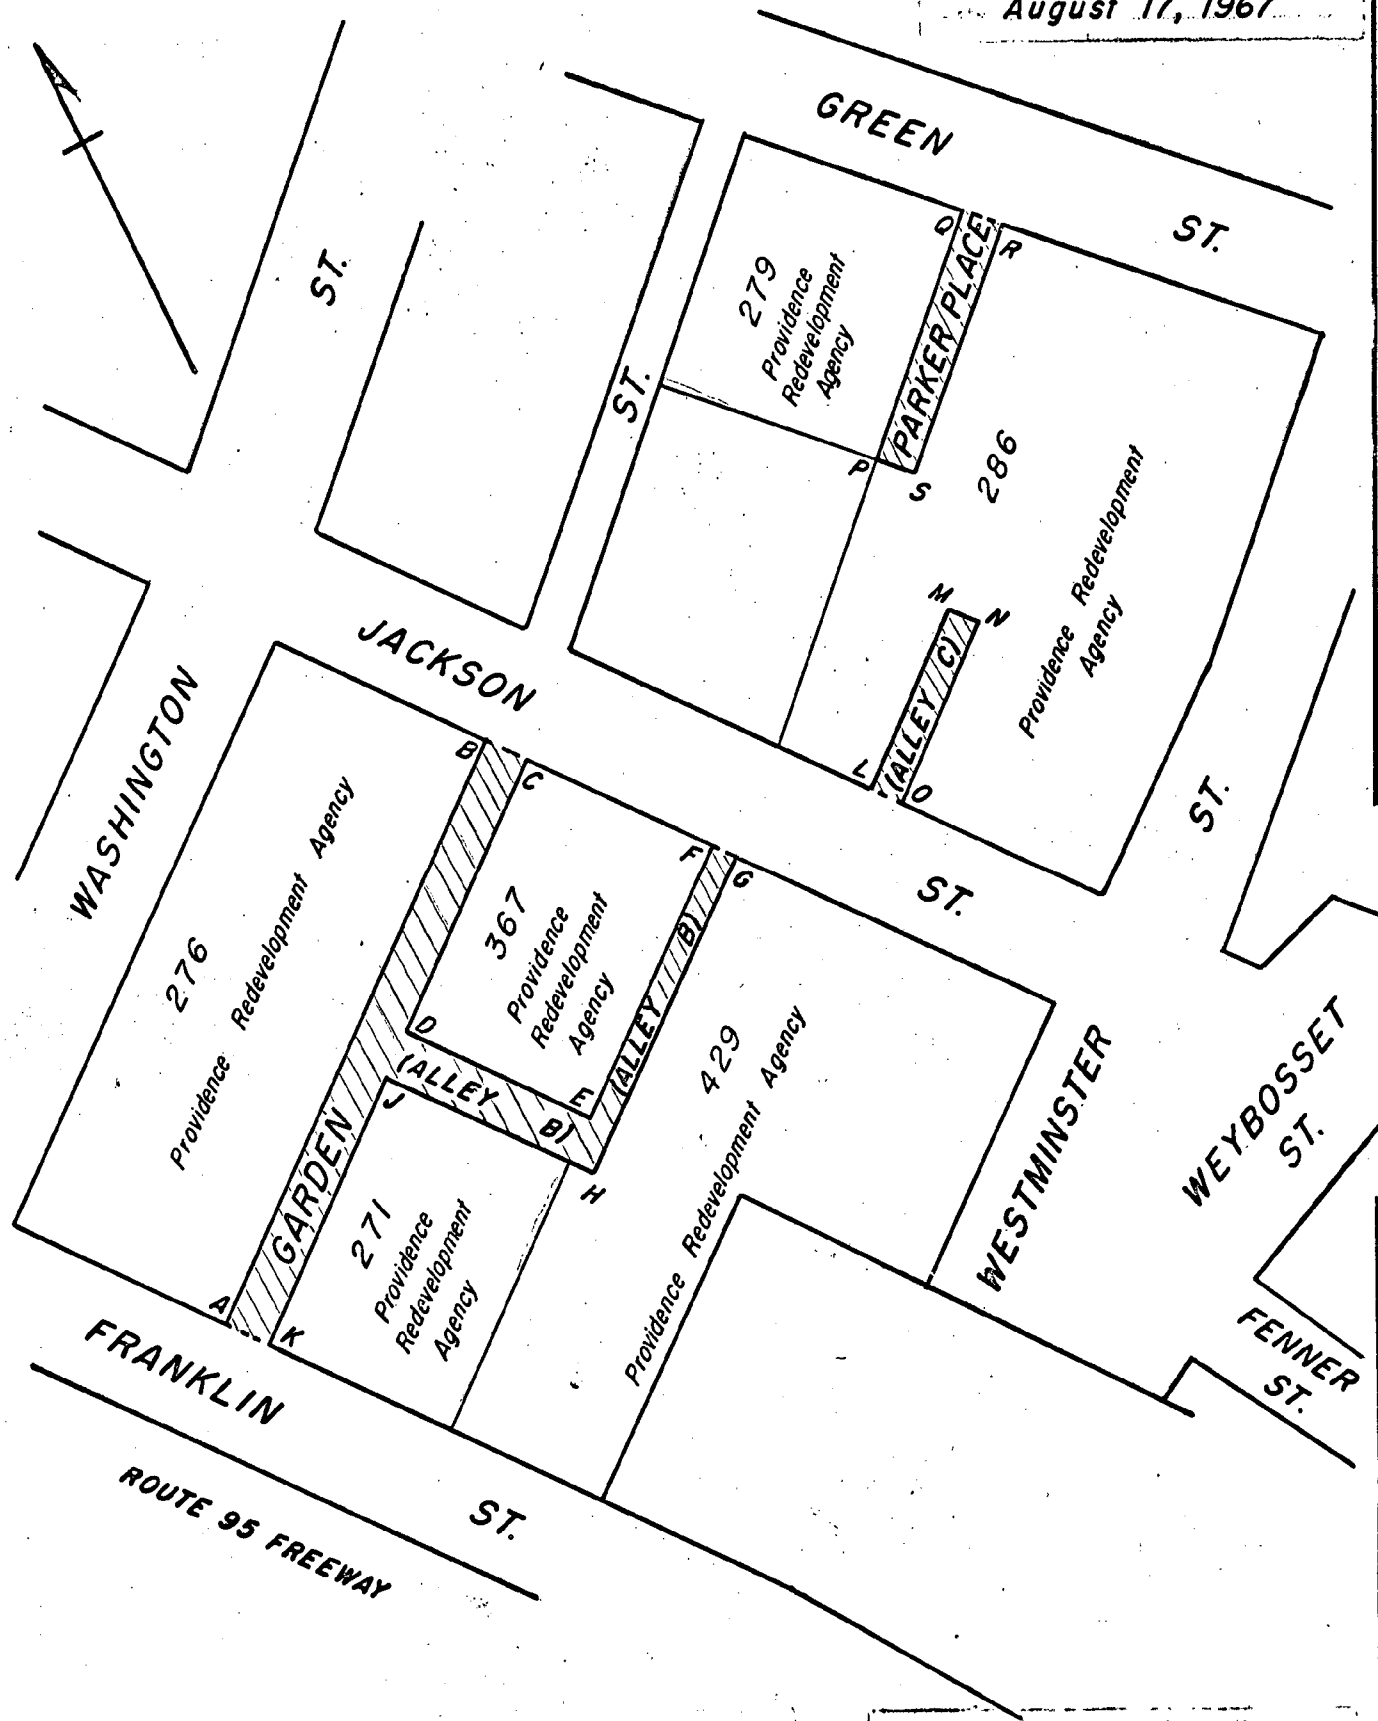 August 17, 1967
GREEN
ST.
ST.
ST.
Q
R
PARKER PLACE
279
Providence
Redevelopment
Agency
P
S
286
Providence Redevelopment
Agency
M
N
(ALLEY C)
L
O
JACKSON
ST.
WASHINGTON
B
C
F
G
ST.
276
Providence Redevelopment Agency
367
Providence
Redevelopment
Agency
(ALLEY B)
D
E
(ALLEY
B)
J
H
429
Providence Redevelopment Agency
GARDEN
271
Providence
Redevelopment
Agency
A
K
WESTMINSTER
WEYBOSSET
ST.
FENNER
ST.
FRANKLIN
ST.
ROUTE 95 FREEWAY